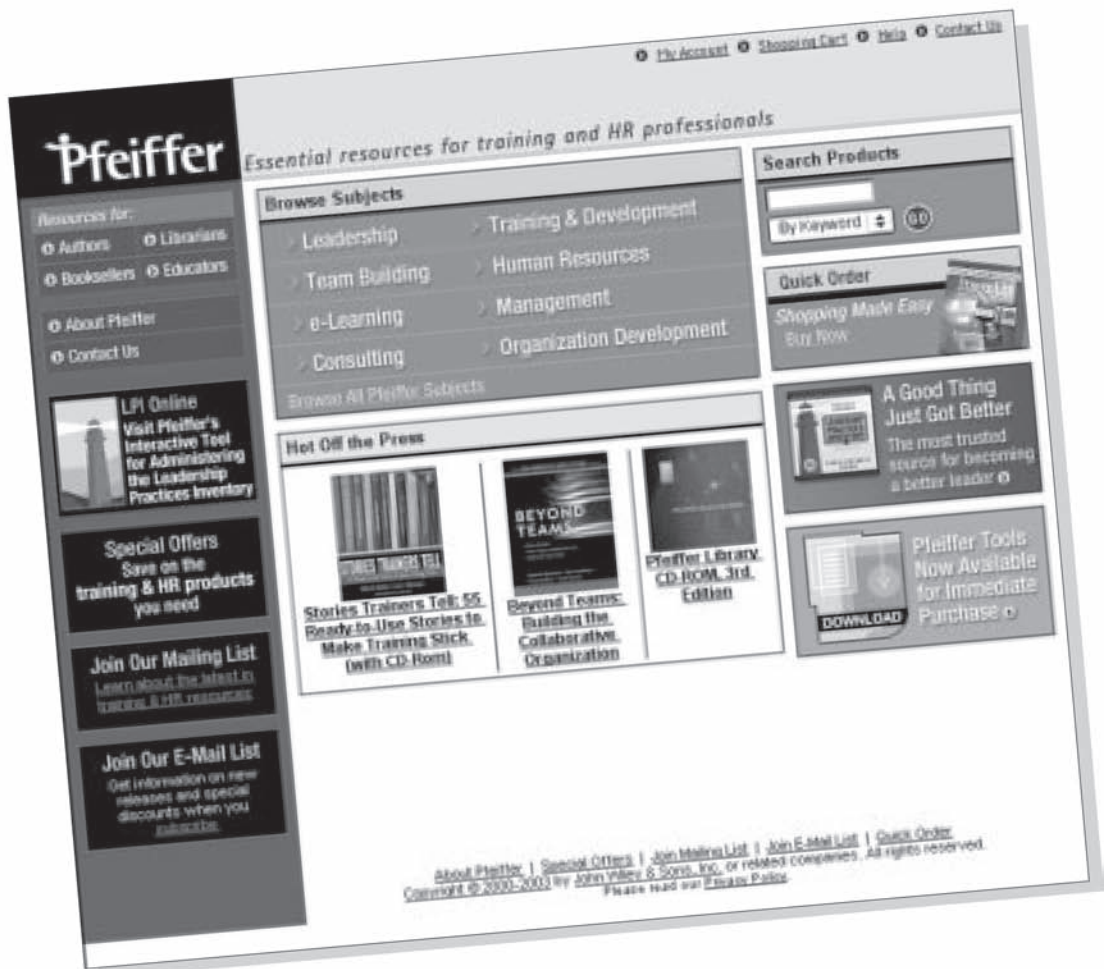 My Account Shopping Cart Help Contact Us
Pfeiffer
Essential resources for training and HR professionals
Resources for:
Authors Librarians
Booksellers Educators
About Pfeiffer
Contact Us
LPI Online
Visit Pfeiffer's
Interactive Tool
for Administering
the Leadership
Practices Inventory
Special Offers
Save on the
training & HR products
you need
Join Our Mailing List
Learn about the latest in
training & HR resources
Join Our E-Mail List
Get information on new
releases and special
discounts when you
subscribe
Browse Subjects
Leadership
Training & Development
Team Building
Human Resources
e-Learning
Management
Consulting
Organization Development
Browse All Pfeiffer Subjects
Hot Off the Press
STORIES TRAINERS TELL
Stories Trainers Tell: 55
Ready-to-Use Stories to
Make Training Stick
(with CD-Rom)
BEYOND
TEAMS
Beyond Teams:
Building the
Collaborative
Organization
Pfeiffer Library
CD-ROM, 3rd
Edition
Search Products
By Keyword GO
Quick Order
Shopping Made Easy
Buy Now
A Good Thing
Just Got Better
The most trusted
source for becoming
a better leader
DOWNLOAD
Pfeiffer Tools
Now Available
for Immediate
Purchase
About Pfeiffer | Special Offers | Join Mailing List | Join E-Mail List | Quick Order
Copyright © 2000-2003 by John Wiley & Sons, Inc. or related companies. All rights reserved.
Please read our Privacy Policy.